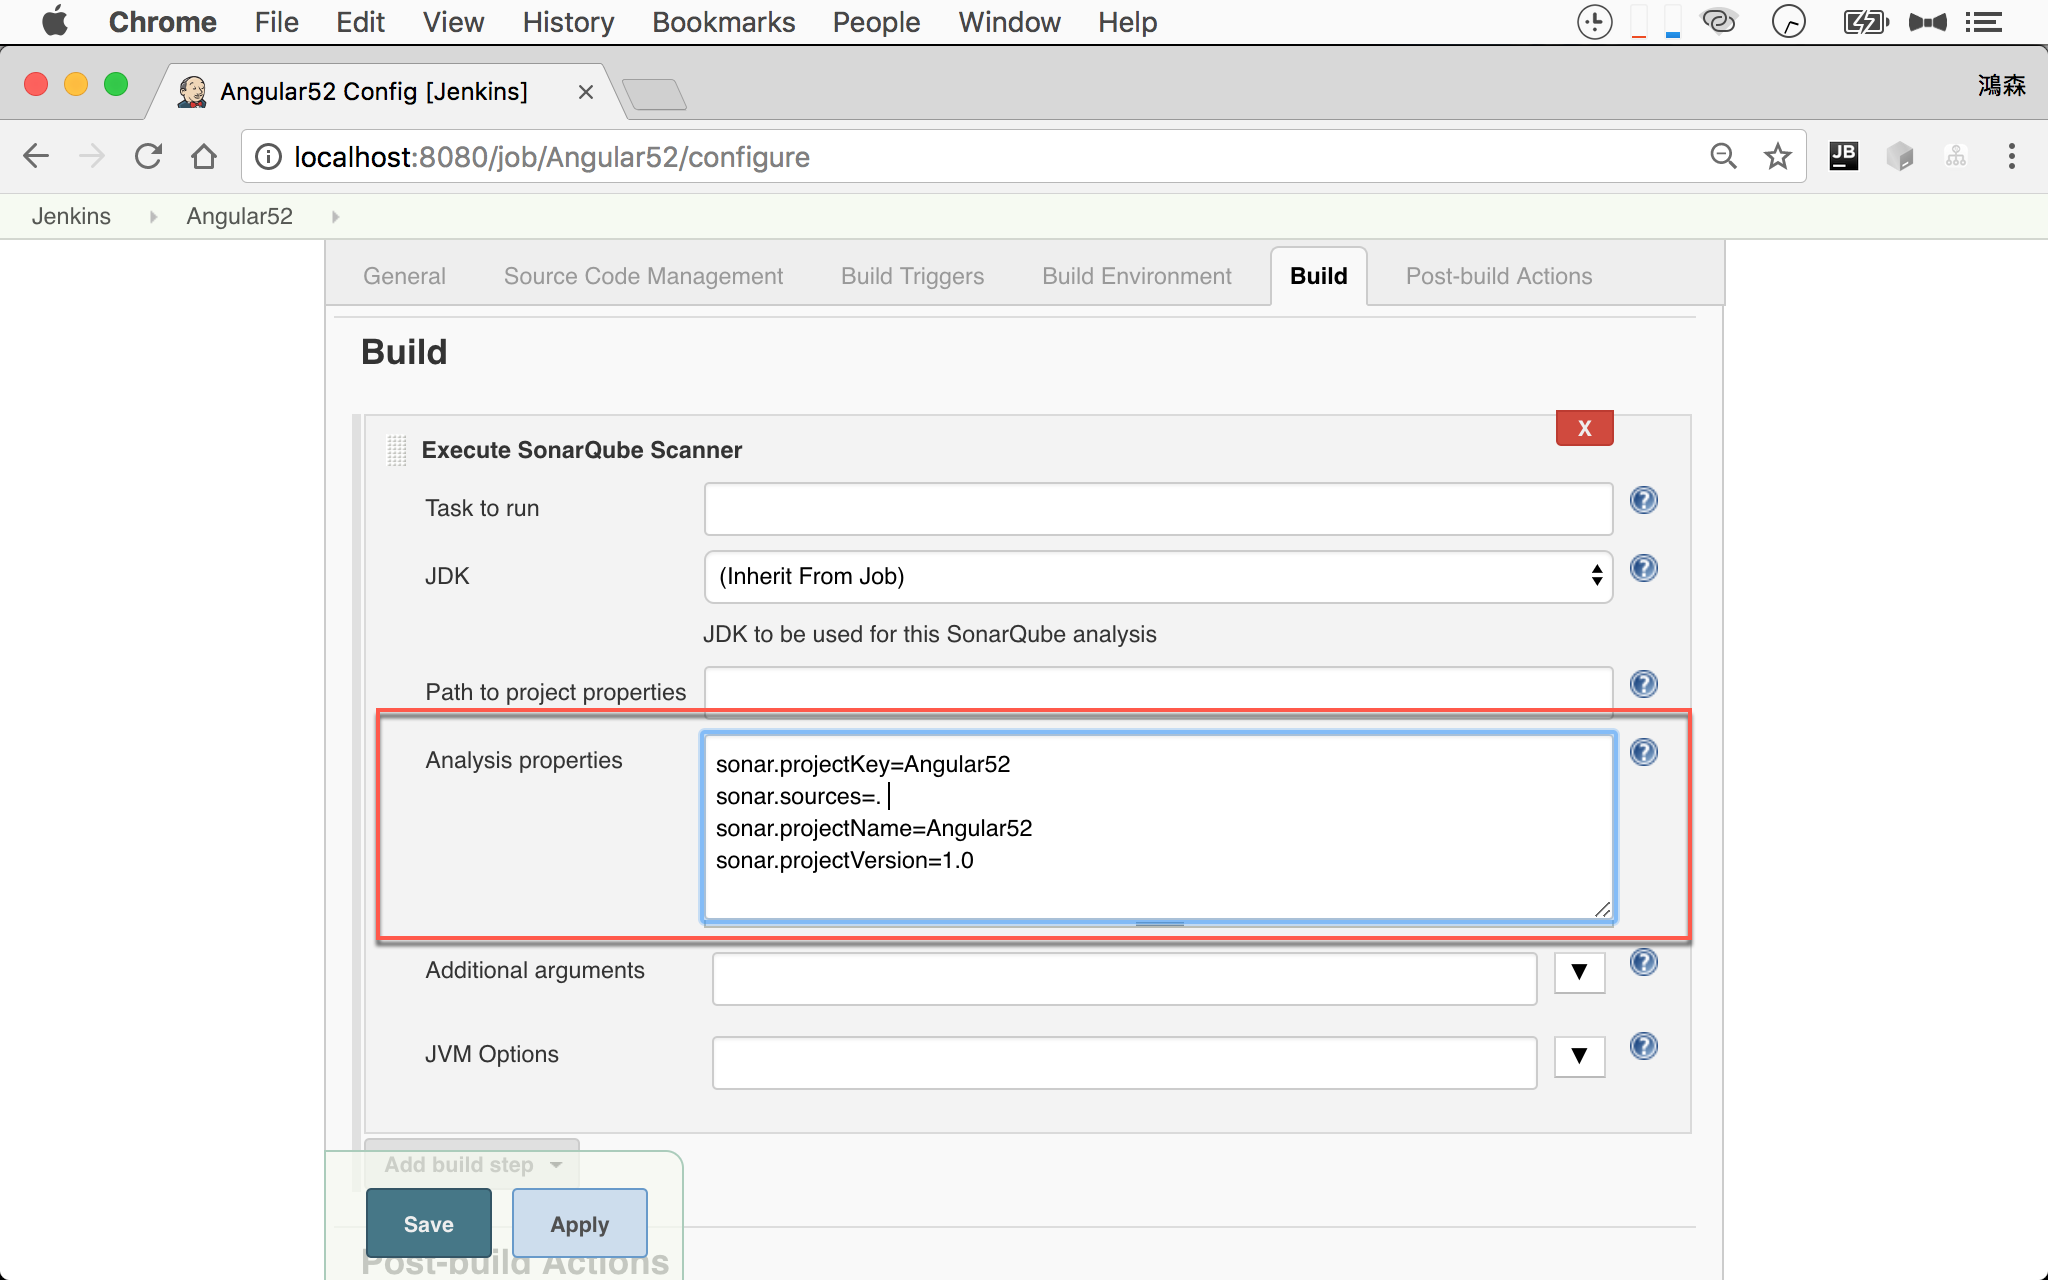 Chrome File Edit View History Bookmarks People Window Help
Angular52 Config [Jenkins]
鴻森
localhost:8080/job/Angular52/configure
JB
Jenkins Angular52
General Source Code Management Build Triggers Build Environment Build Post-build Actions
Build
X
Execute SonarQube Scanner
Task to run
JDK (Inherit From Job)
JDK to be used for this SonarQube analysis
Path to project properties
Analysis properties
sonar.projectKey=Angular52
sonar.sources=.
sonar.projectName=Angular52
sonar.projectVersion=1.0
Additional arguments
JVM Options
Add build step
Save Apply
Post-build Actions